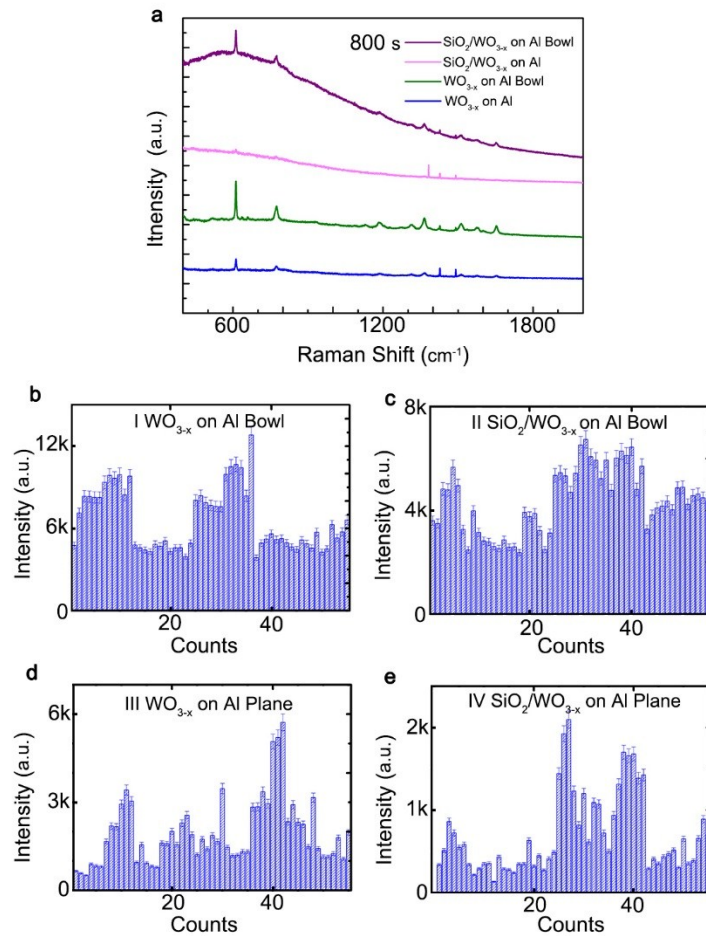 a
800 s
SiO₂/WO₃₋ₓ on Al Bowl
SiO₂/WO₃₋ₓ on Al
WO₃₋ₓ on Al Bowl
WO₃₋ₓ on Al
Itnensity (a.u.)
600 1200 1800
Raman Shift (cm⁻¹)
b
I WO₃₋ₓ on Al Bowl
12k
6k
0
Intensity (a.u.)
20 40
Counts
c
II SiO₂/WO₃₋ₓ on Al Bowl
8k
4k
0
Intensity (a.u.)
20 40
Counts
d
III WO₃₋ₓ on Al Plane
6k
3k
0
Intensity (a.u.)
20 40
Counts
e
IV SiO₂/WO₃₋ₓ on Al Plane
2k
1k
0
Intensity (a.u.)
20 40
Counts